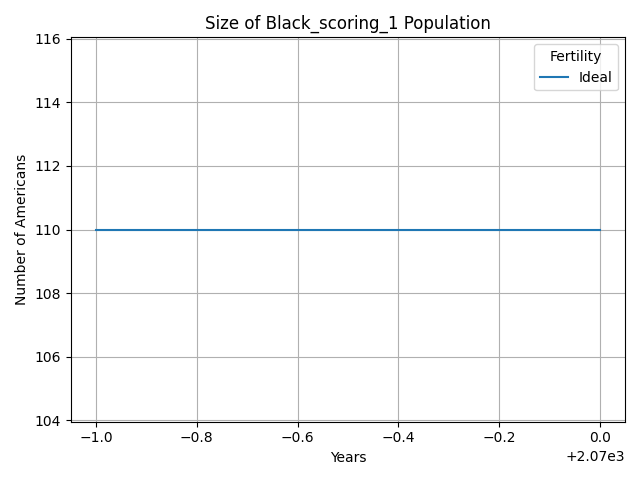 Size of Black_scoring_1 Population
116
114
112
110
108
106
104
Number of Americans
Fertility
Ideal
−1.0 −0.8 −0.6 −0.4 −0.2 0.0
Years
+2.07e3